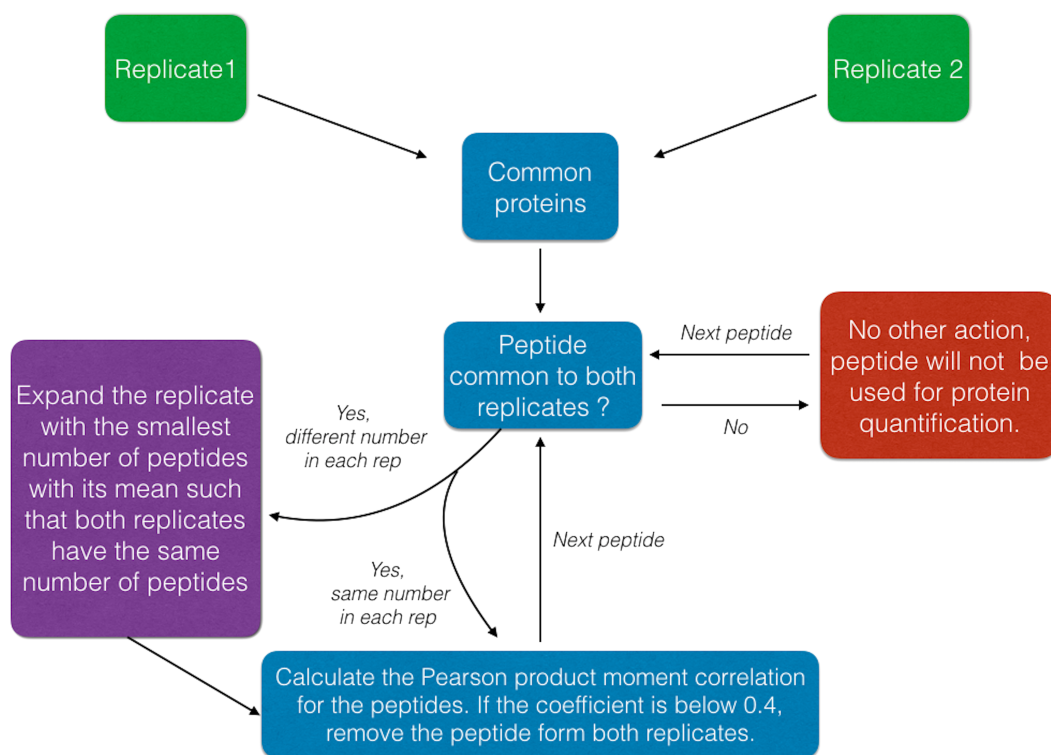 Replicate1
Replicate 2
Common
proteins
Peptide
common to both
replicates ?
Next peptide
No
No other action,
peptide will not be
used for protein
quantification.
Yes,
different number
in each rep
Expand the replicate
with the smallest
number of peptides
with its mean such
that both replicates
have the same
number of peptides
Yes,
same number
in each rep
Next peptide
Calculate the Pearson product moment correlation
for the peptides. If the coefficient is below 0.4,
remove the peptide form both replicates.